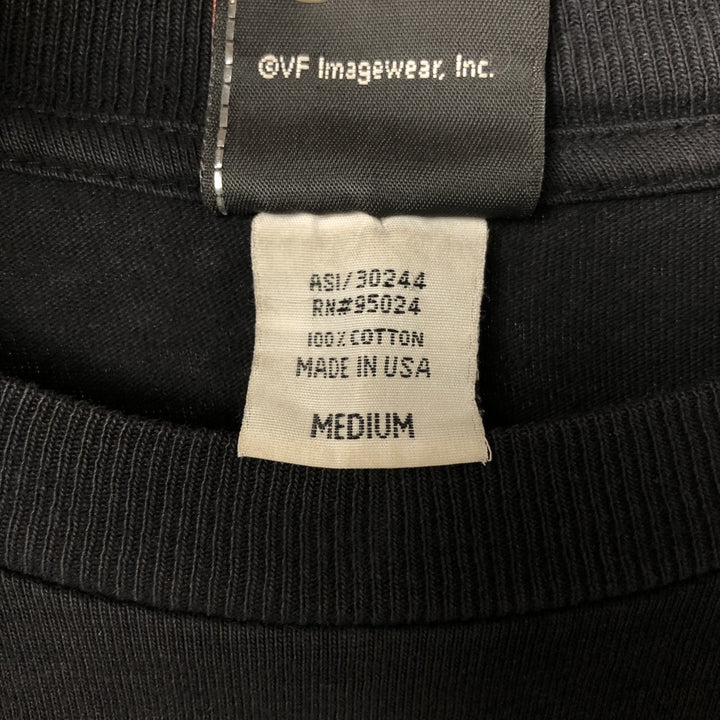 ©VF Imagewear, Inc.
ASI/30244
RN#95024
100% COTTON
MADE IN USA
MEDIUM